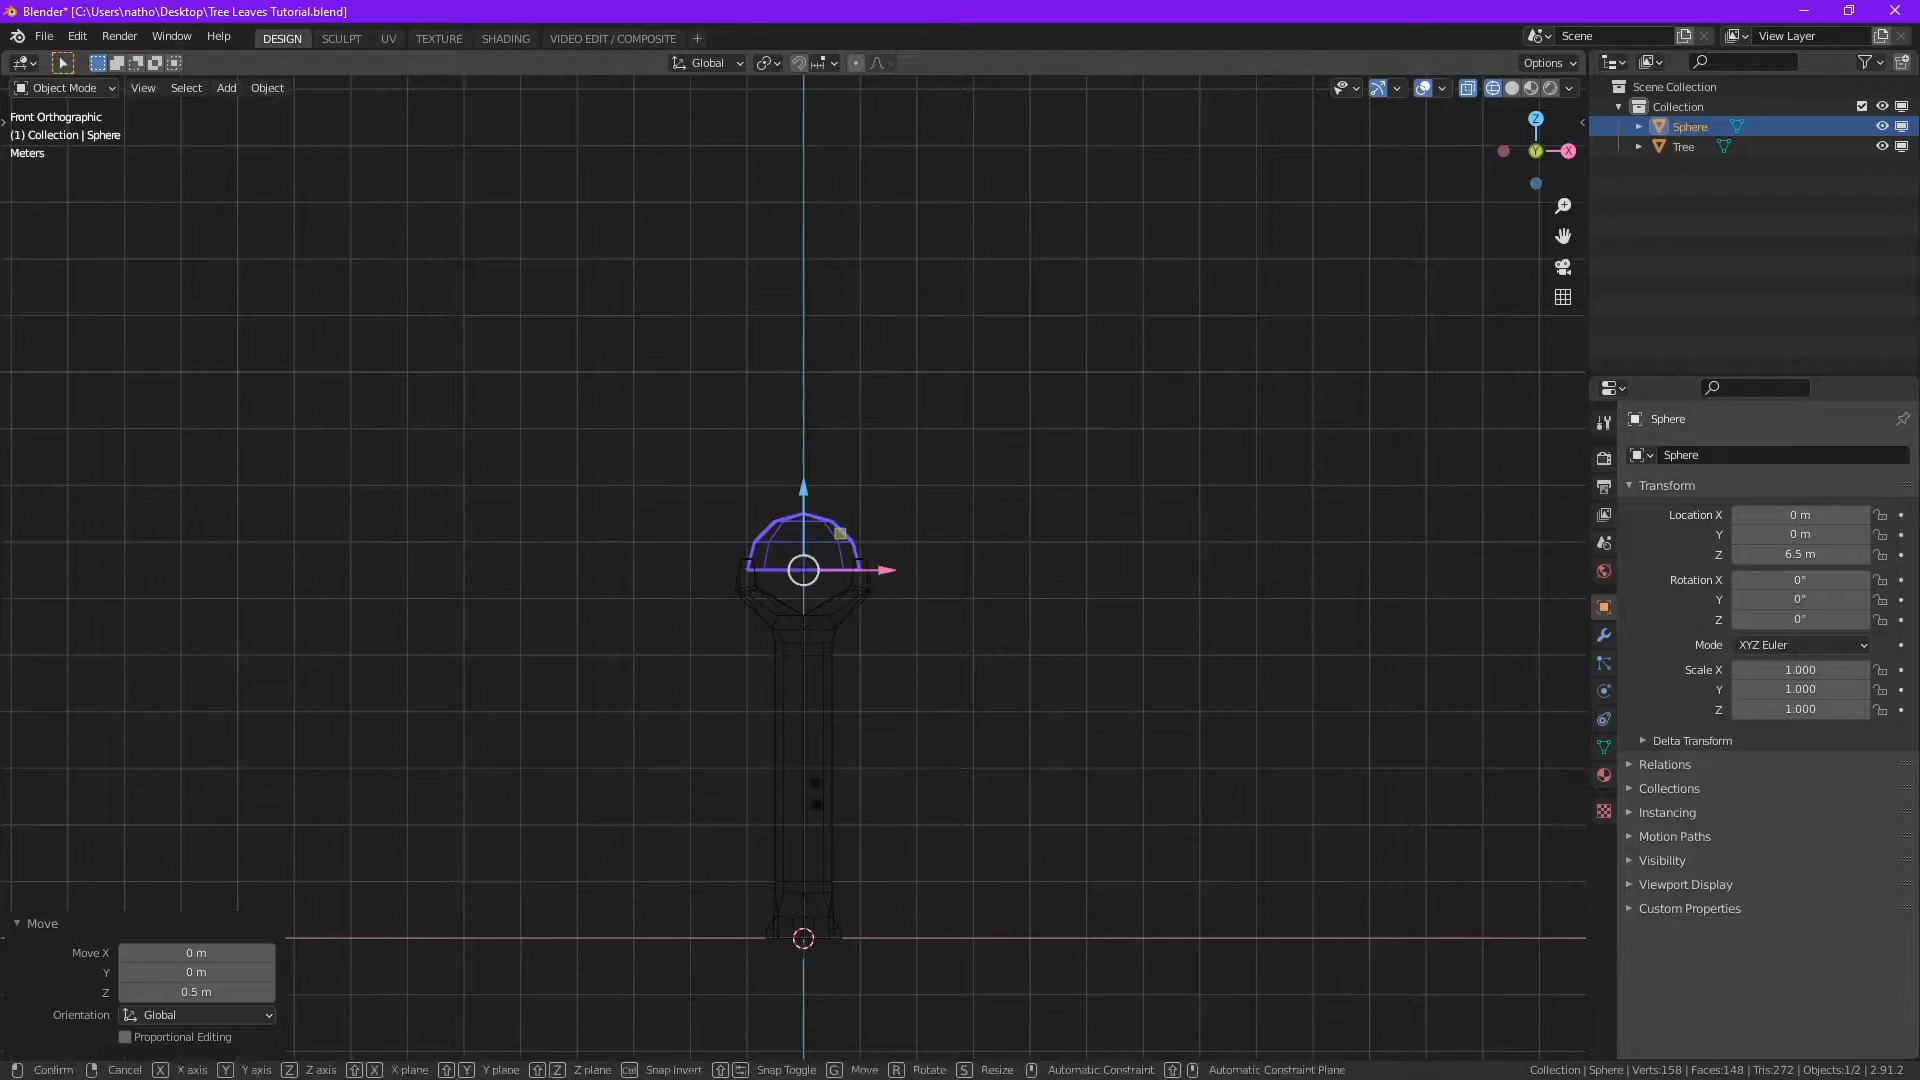 Blender* [C:\Users\natho\Desktop\Tree Leaves Tutorial.blend]
File Edit Render Window Help DESIGN SCULPT UV TEXTURE SHADING VIDEO EDIT / COMPOSITE + Scene View Layer
Global Options
Object Mode View Select Add Object
Scene Collection
Collection
Sphere
Tree
Front Orthographic
(1) Collection | Sphere
Meters
Z
Y
X
Sphere
Sphere
Transform
Location X 0 m
Y 0 m
Z 6.5 m
Rotation X 0°
Y 0°
Z 0°
Mode XYZ Euler
Scale X 1.000
Y 1.000
Z 1.000
Delta Transform
Relations
Collections
Instancing
Motion Paths
Visibility
Viewport Display
Custom Properties
Move
Move X 0 m
Y 0 m
Z 0.5 m
Orientation Global
Proportional Editing
Confirm Cancel X X axis Y Y axis Z Z axis X X plane Y Y plane Z Z plane Ctrl Snap Invert Snap Toggle G Move R Rotate S Resize Automatic Constraint Automatic Constraint Plane Collection | Sphere | Verts:158 | Faces:148 | Tris:272 | Objects:1/2 | 2.91.2